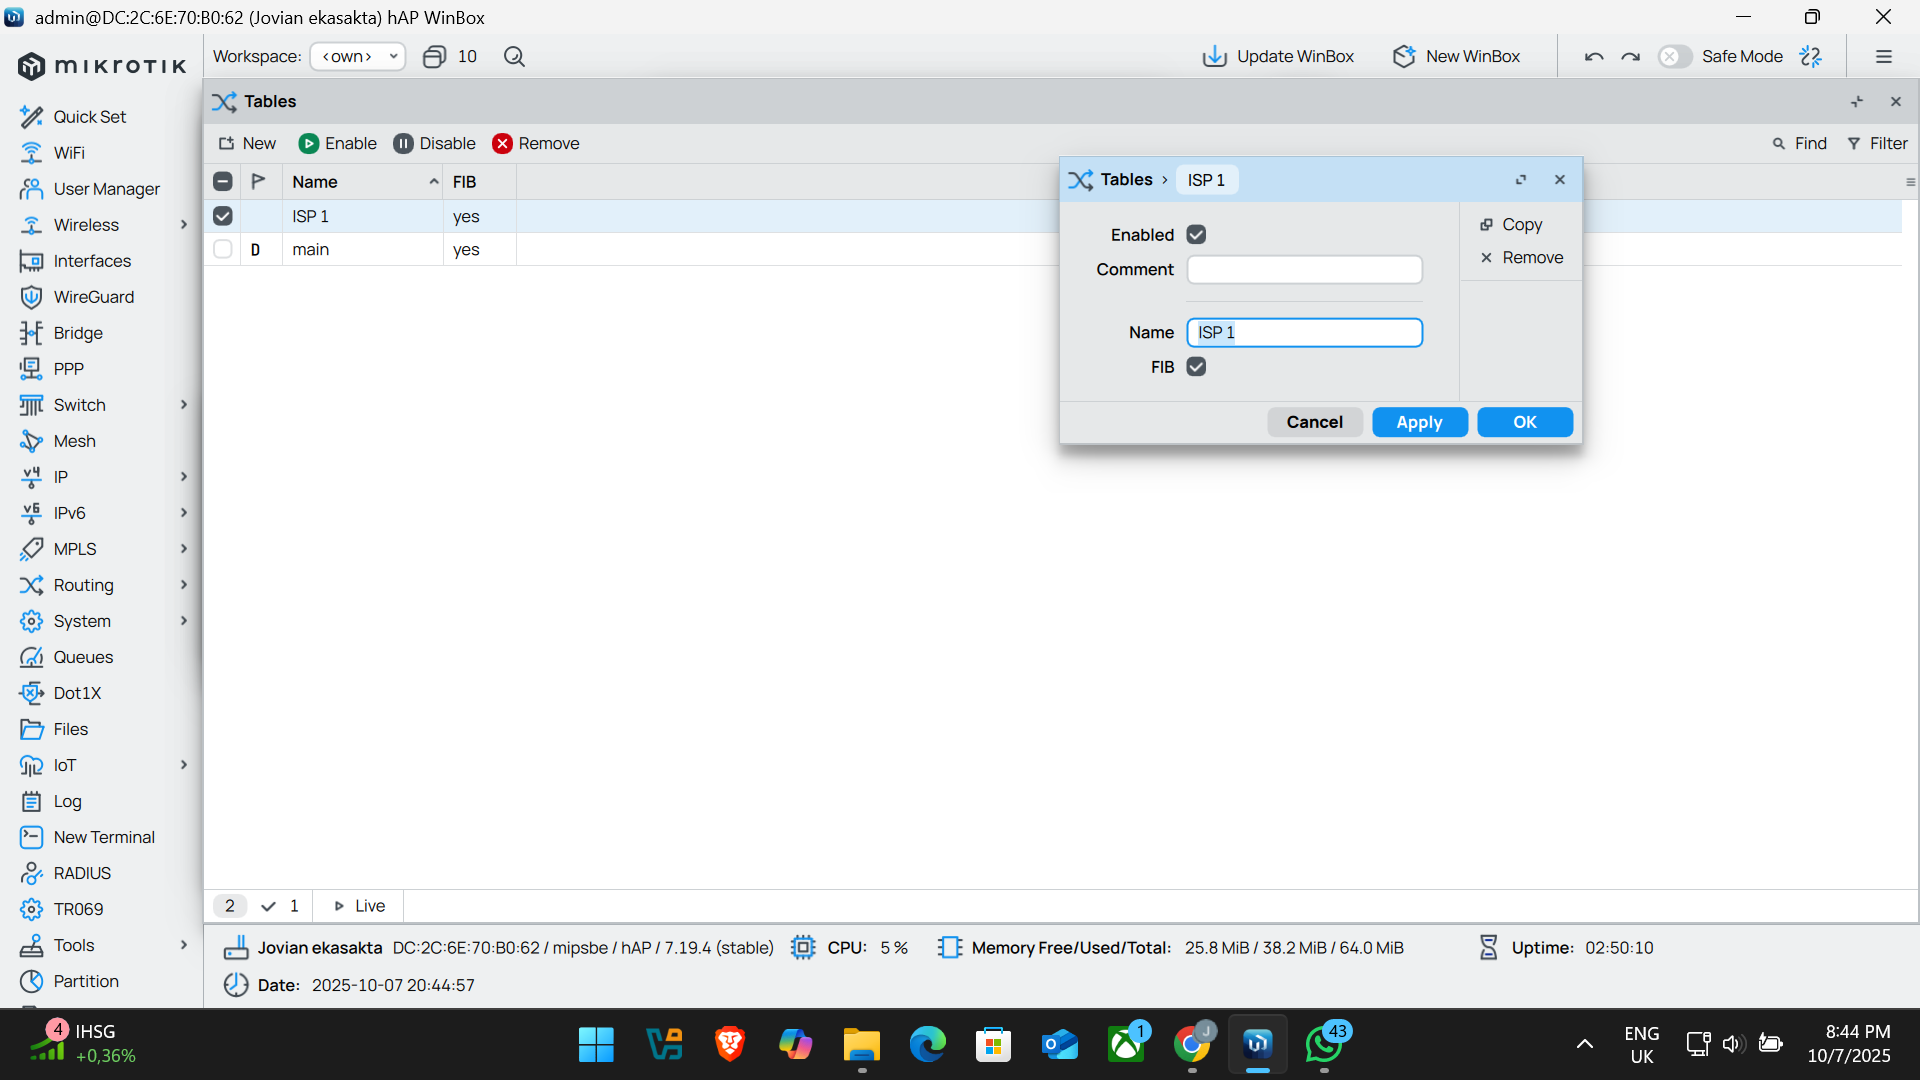 admin@DC:2C:6E:70:B0:62 (Jovian ekasakta) hAP WinBox
MIKROTIK
Workspace: <own> 10
Update WinBox New WinBox Safe Mode
Quick Set
WiFi
User Manager
Wireless
Interfaces
WireGuard
Bridge
PPP
Switch
Mesh
IP
IPv6
MPLS
Routing
System
Queues
Dot1X
Files
IoT
Log
New Terminal
RADIUS
TR069
Tools
Partition
Tables
New Enable Disable Remove Find Filter
Name FIB
ISP 1 yes
D main yes
Tables ISP 1
Enabled
Comment
Name ISP 1
FIB
Copy
Remove
Cancel Apply OK
2 1 Live
Jovian ekasakta DC:2C:6E:70:B0:62 / mipsbe / hAP / 7.19.4 (stable) CPU: 5 % Memory Free/Used/Total: 25.8 MiB / 38.2 MiB / 64.0 MiB Uptime: 02:50:10
Date: 2025-10-07 20:44:57
4 IHSG
+0,36%
1
J
43
ENG
UK
8:44 PM
10/7/2025